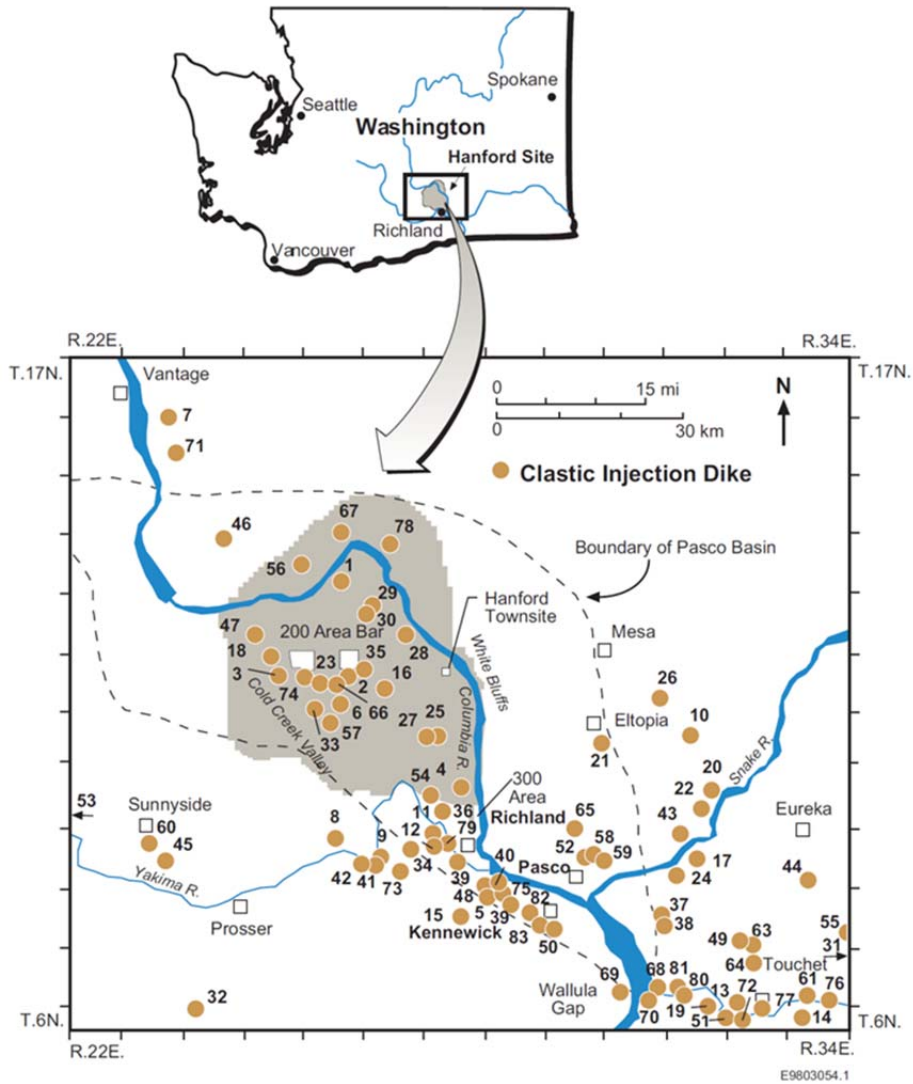 Spokane
Seattle
Washington
Hanford Site
Richland
Vancouver
R.22E.
R.34E.
T.17N.
T.17N.
Vantage
0 15 mi
0 30 km
N
7
71
Clastic Injection Dike
46
67
78
56
1
Boundary of Pasco Basin
29
30
Hanford
Townsite
47
200 Area Bar
28
Mesa
18
23
35
White Bluffs
3
74
2
16
26
Cold Creek Valley
6
66
Columbia R.
57
33
27
25
Eltopia
10
21
Snake R.
4
54
20
22
53
Sunnyside
60
45
8
11
36
300
Area
Richland
65
43
Eureka
9
12
79
58
52
59
17
42
41
73
34
39
40
Pasco
24
44
Yakima R.
48
75
82
37
Prosser
15
5
39
38
Kennewick
83
50
49
63
55
31
64
Touchet
69
68
81
80
61
32
Wallula
Gap
13
72
77
76
70
19
51
14
T.6N.
T.6N.
R.22E.
R.34E.
E9803054.1